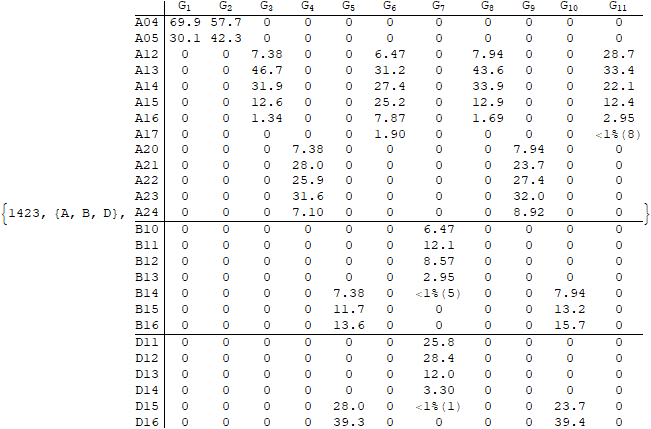 G1 G2 G3 G4 G5 G6 G7 G8 G9 G10 G11
A04 69.9 57.7 0 0 0 0 0 0 0 0 0
A05 30.1 42.3 0 0 0 0 0 0 0 0 0
A12 0 0 7.38 0 0 6.47 0 7.94 0 0 28.7
A13 0 0 46.7 0 0 31.2 0 43.6 0 0 33.4
A14 0 0 31.9 0 0 27.4 0 33.9 0 0 22.1
A15 0 0 12.6 0 0 25.2 0 12.9 0 0 12.4
A16 0 0 1.34 0 0 7.87 0 1.69 0 0 2.95
A17 0 0 0 0 0 1.90 0 0 0 0 <1%(8)
A20 0 0 0 7.38 0 0 0 0 7.94 0 0
A21 0 0 0 28.0 0 0 0 0 23.7 0 0
A22 0 0 0 25.9 0 0 0 0 27.4 0 0
A23 0 0 0 31.6 0 0 0 0 32.0 0 0
{1423, {A, B, D}, A24 0 0 0 7.10 0 0 0 0 8.92 0 0 }
B10 0 0 0 0 0 0 6.47 0 0 0 0
B11 0 0 0 0 0 0 12.1 0 0 0 0
B12 0 0 0 0 0 0 8.57 0 0 0 0
B13 0 0 0 0 0 0 2.95 0 0 0 0
B14 0 0 0 0 7.38 0 <1%(5) 0 0 7.94 0
B15 0 0 0 0 11.7 0 0 0 0 13.2 0
B16 0 0 0 0 13.6 0 0 0 0 15.7 0
D11 0 0 0 0 0 0 25.8 0 0 0 0
D12 0 0 0 0 0 0 28.4 0 0 0 0
D13 0 0 0 0 0 0 12.0 0 0 0 0
D14 0 0 0 0 0 0 3.30 0 0 0 0
D15 0 0 0 0 28.0 0 <1%(1) 0 0 23.7 0
D16 0 0 0 0 39.3 0 0 0 0 39.4 0